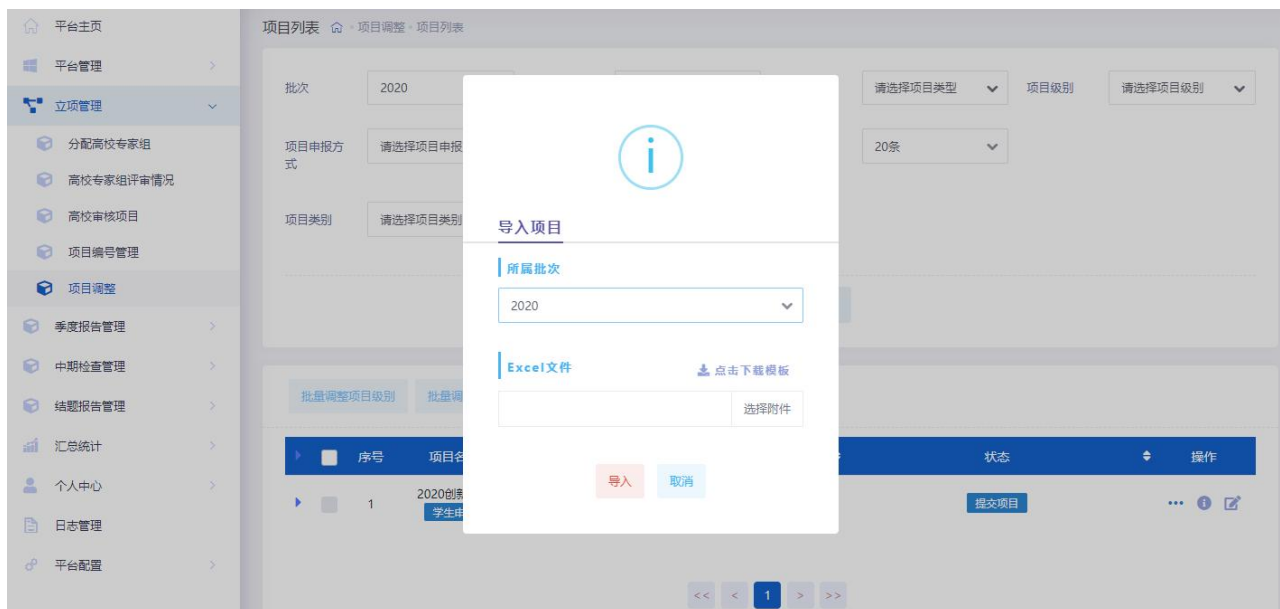 平台主页
平台管理
立项管理
分配高校专家组
高校专家组评审情况
高校审核项目
项目编号管理
项目调整
季度报告管理
中期检查管理
结题报告管理
汇总统计
个人中心
日志管理
平台配置
项目列表 项目调整 项目列表
批次 2020 请选择项目类型 项目级别 请选择项目级别
项目申报方式 请选择项目申报 20条
项目类别 请选择项目类别
导入项目
所属批次
2020
Excel文件 点击下载模板
选择附件
导入 取消
批量调整项目级别 批量调
序号 项目名 状态 操作
1 2020创新 提交项目
学生申
<< < 1 > >>